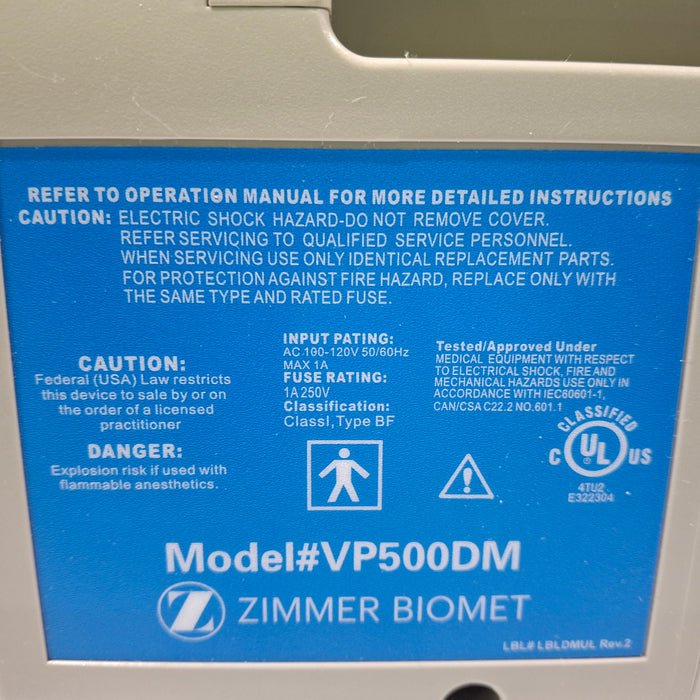 REFER TO OPERATION MANUAL FOR MORE DETAILED INSTRUCTIONS
CAUTION: ELECTRIC SHOCK HAZARD-DO NOT REMOVE COVER.
REFER SERVICING TO QUALIFIED SERVICE PERSONNEL.
WHEN SERVICING USE ONLY IDENTICAL REPLACEMENT PARTS.
FOR PROTECTION AGAINST FIRE HAZARD, REPLACE ONLY WITH
THE SAME TYPE AND RATED FUSE.
CAUTION:
Federal (USA) Law restricts
this device to sale by or on
the order of a licensed
practitioner
DANGER:
Explosion risk if used with
flammable anesthetics.
INPUT PATING:
AC 100-120V 50/60Hz
MAX 1A
FUSE RATING:
1A 250V
Classification:
ClassI,Type BF
Tested/Approved Under
MEDICAL EQUIPMENT WITH RESPECT
TO ELECTRICAL SHOCK, FIRE AND
MECHANICAL HAZARDS USE ONLY IN
ACCORDANCE WITH IEC60601-1,
CAN/CSA C22.2 NO.601.1
CLASSIFIED
C UL US
4TU2
E322304
Model#VP500DM
Z ZIMMER BIOMET
LBL# LBLDMUL Rev.2